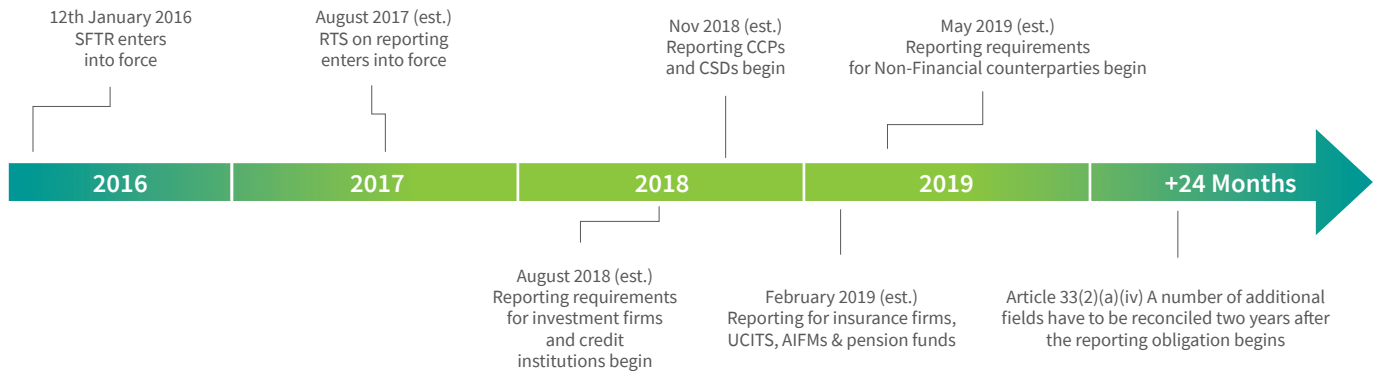 12th January 2016
SFTR enters
into force
August 2017 (est.)
RTS on reporting
enters into force
Nov 2018 (est.)
Reporting CCPs
and CSDs begin
May 2019 (est.)
Reporting requirements
for Non-Financial counterparties begin
2016
2017
2018
2019
+24 Months
August 2018 (est.)
Reporting requirements
for investment firms
and credit
institutions begin
February 2019 (est.)
Reporting for insurance firms,
UCITS, AIFMs & pension funds
Article 33(2)(a)(iv) A number of additional
fields have to be reconciled two years after
the reporting obligation begins